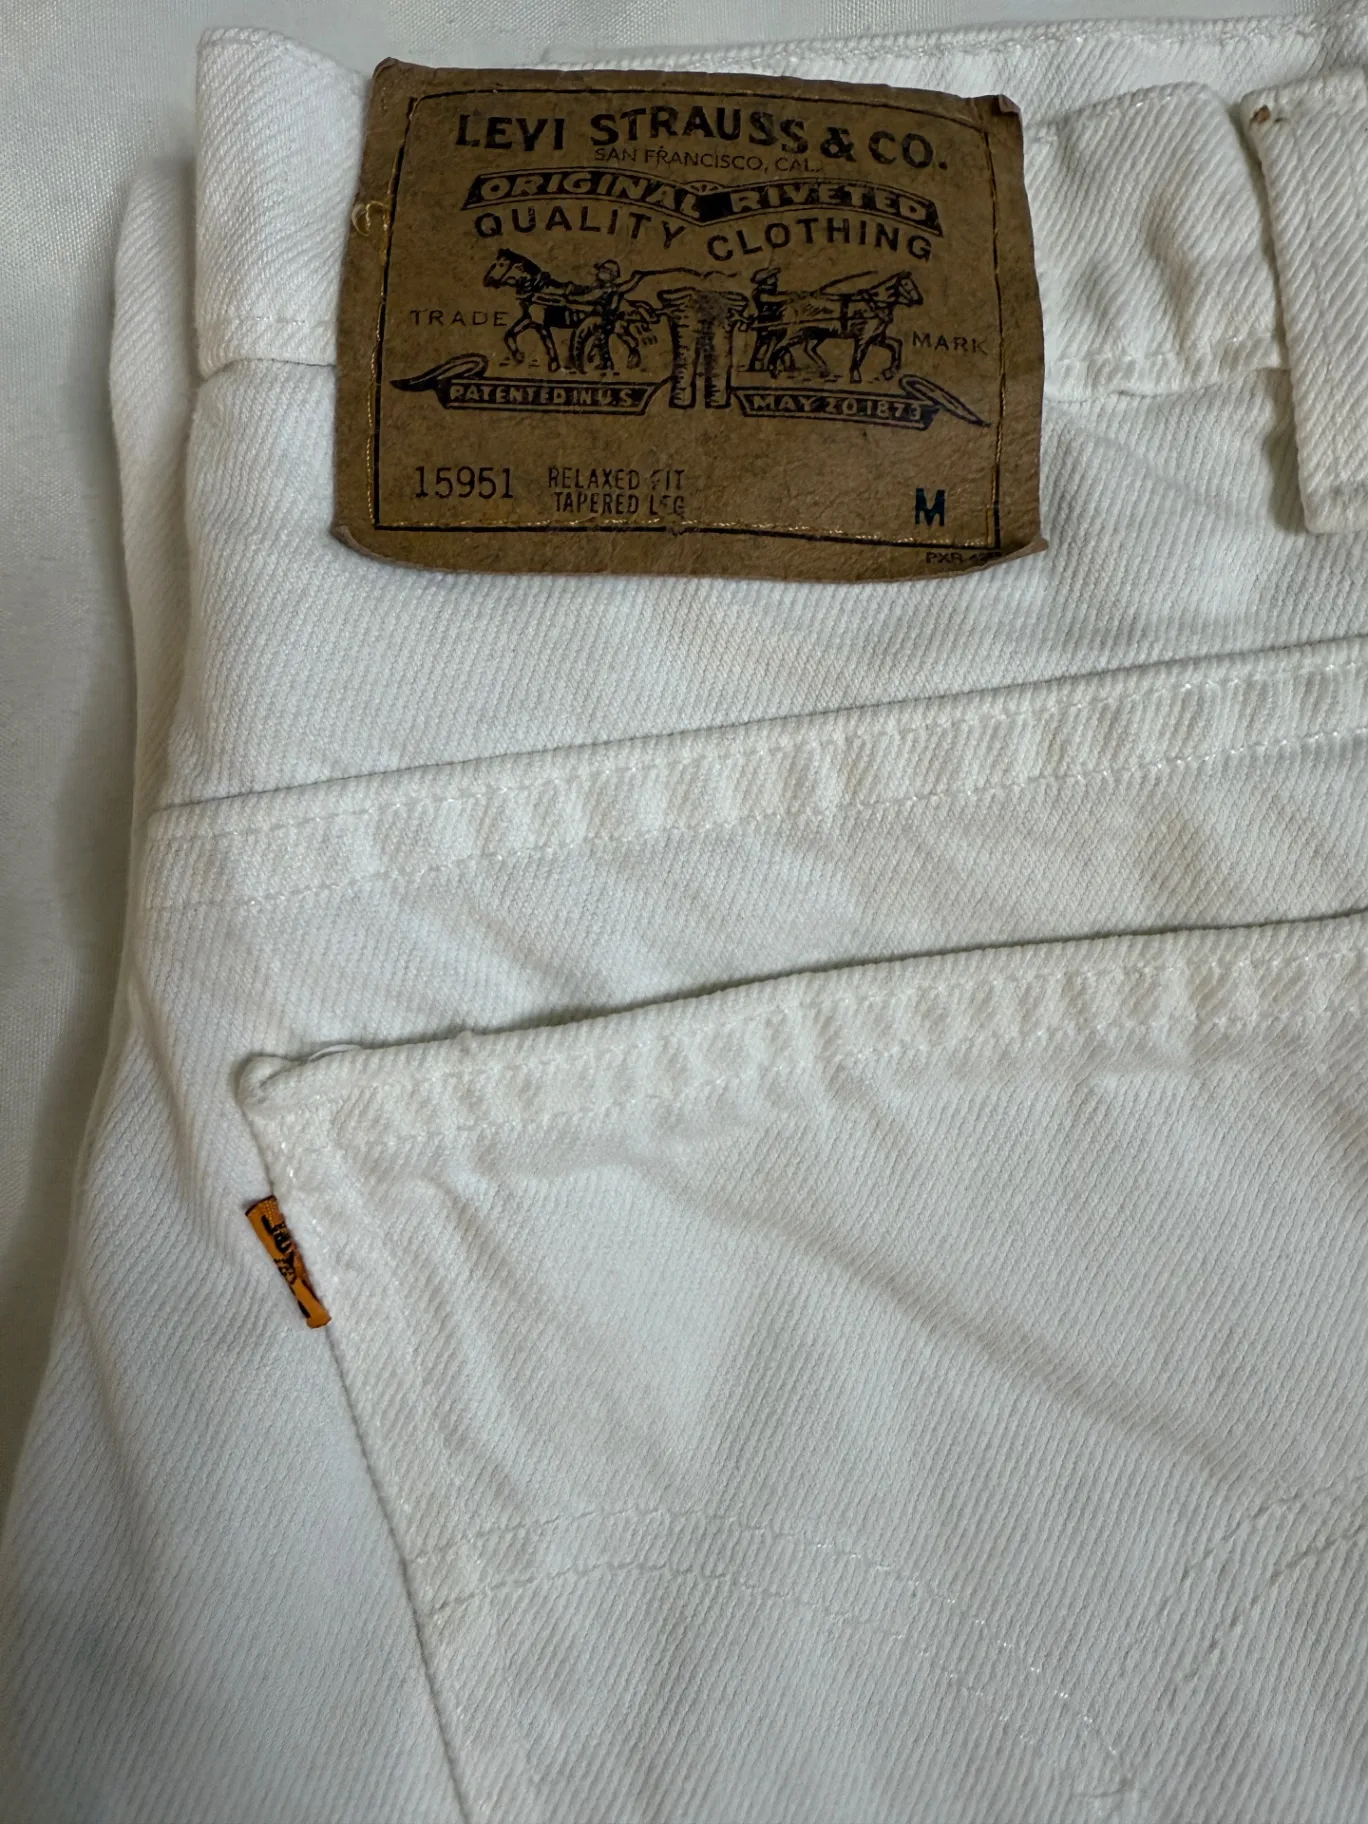 LEVI STRAUSS & CO.
SAN FRANCISCO, CAL.
ORIGINAL RIVETED
QUALITY CLOTHING
TRADE MARK
PATENTED IN U.S. MAY 20.1873
15951 RELAXED FIT
TAPERED LEG
M